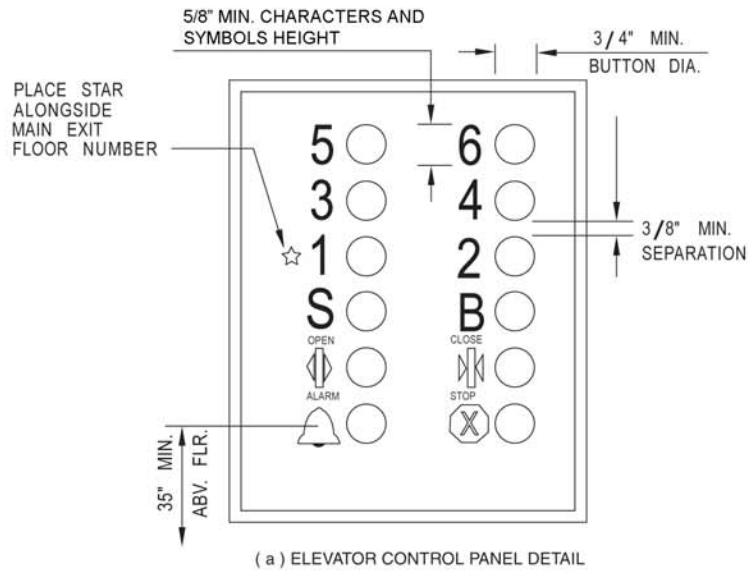 5/8" MIN. CHARACTERS AND
SYMBOLS HEIGHT
3/4" MIN.
BUTTON DIA.
PLACE STAR
ALONGSIDE
MAIN EXIT
FLOOR NUMBER
5 6
3 4
3/8" MIN.
SEPARATION
1 2
S B
OPEN CLOSE
ALARM STOP
X
35" MIN.
ABV. FLR.
( a ) ELEVATOR CONTROL PANEL DETAIL